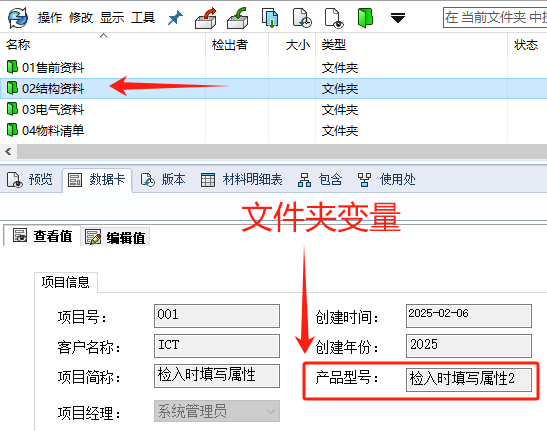 操作 修改 显示 工具 在 当前文件夹 中搜
名称 检出者 大小 类型 状态
01售前资料 文件夹
02结构资料 文件夹
03电气资料 文件夹
04物料清单 文件夹
预览 数据卡 版本 材料明细表 包含 使用处
文件夹变量
查看值 编辑值
项目信息
项目号： 001 创建时间： 2025-02-06
客户名称： ICT 创建年份： 2025
项目简称： 检入时填写属性 产品型号： 检入时填写属性2
项目经理： 系统管理员